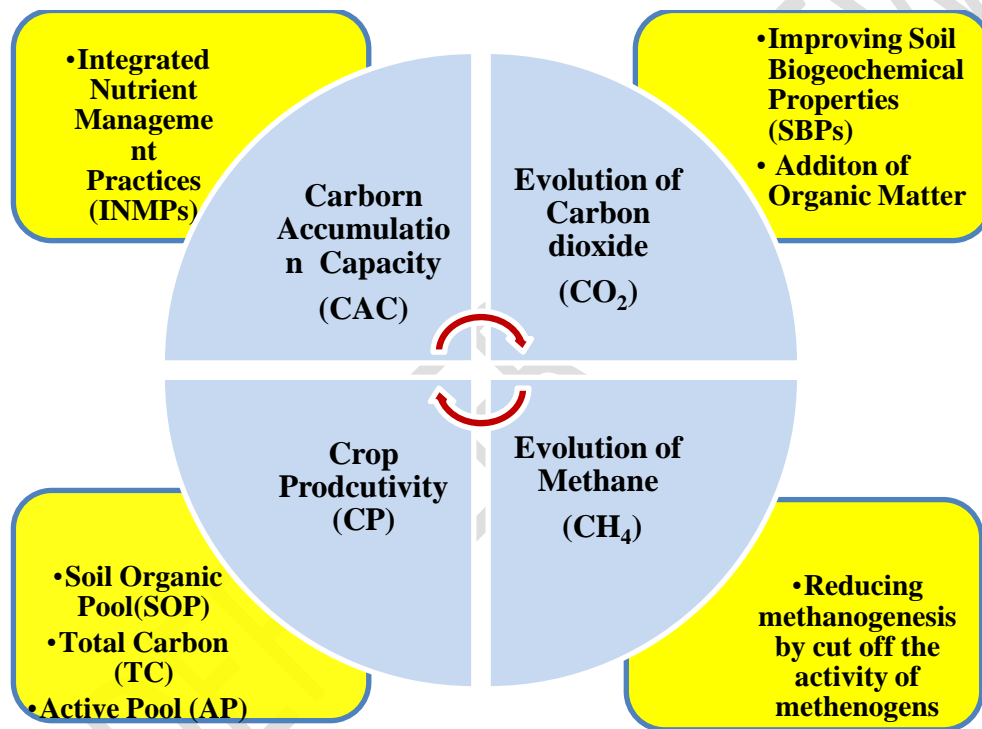 •Integrated
Nutrient
Manageme
nt
Practices
(INMPs)
•Improving Soil
Biogeochemical
Properties
(SBPs)
• Additon of
Organic Matter
Carborn
Accumulatio
n Capacity
(CAC)
Evolution of
Carbon
dioxide
(CO₂)
Crop
Prodcutivity
(CP)
Evolution of
Methane
(CH₄)
•Soil Organic
Pool(SOP)
•Total Carbon
(TC)
•Active Pool (AP)
•Reducing
methanogenesis
by cut off the
activity of
methenogens